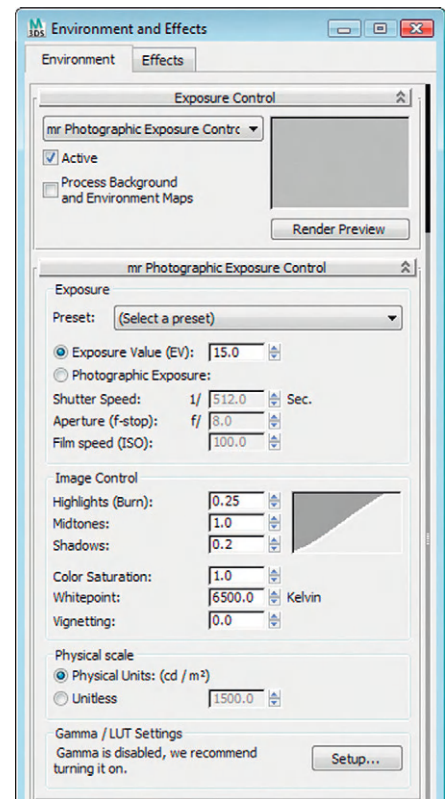 M
3DS
Environment and Effects
Environment Effects
Exposure Control
mr Photographic Exposure Contrc
Active
Process Background
and Environment Maps
Render Preview
mr Photographic Exposure Control
Exposure
Preset: (Select a preset)
Exposure Value (EV): 15.0
Photographic Exposure:
Shutter Speed: 1/ 512.0 Sec.
Aperture (f-stop): f/ 8.0
Film speed (ISO): 100.0
Image Control
Highlights (Burn): 0.25
Midtones: 1.0
Shadows: 0.2
Color Saturation: 1.0
Whitepoint: 6500.0 Kelvin
Vignetting: 0.0
Physical scale
Physical Units: (cd / m²)
Unitless 1500.0
Gamma / LUT Settings
Gamma is disabled, we recommend
turning it on.
Setup...